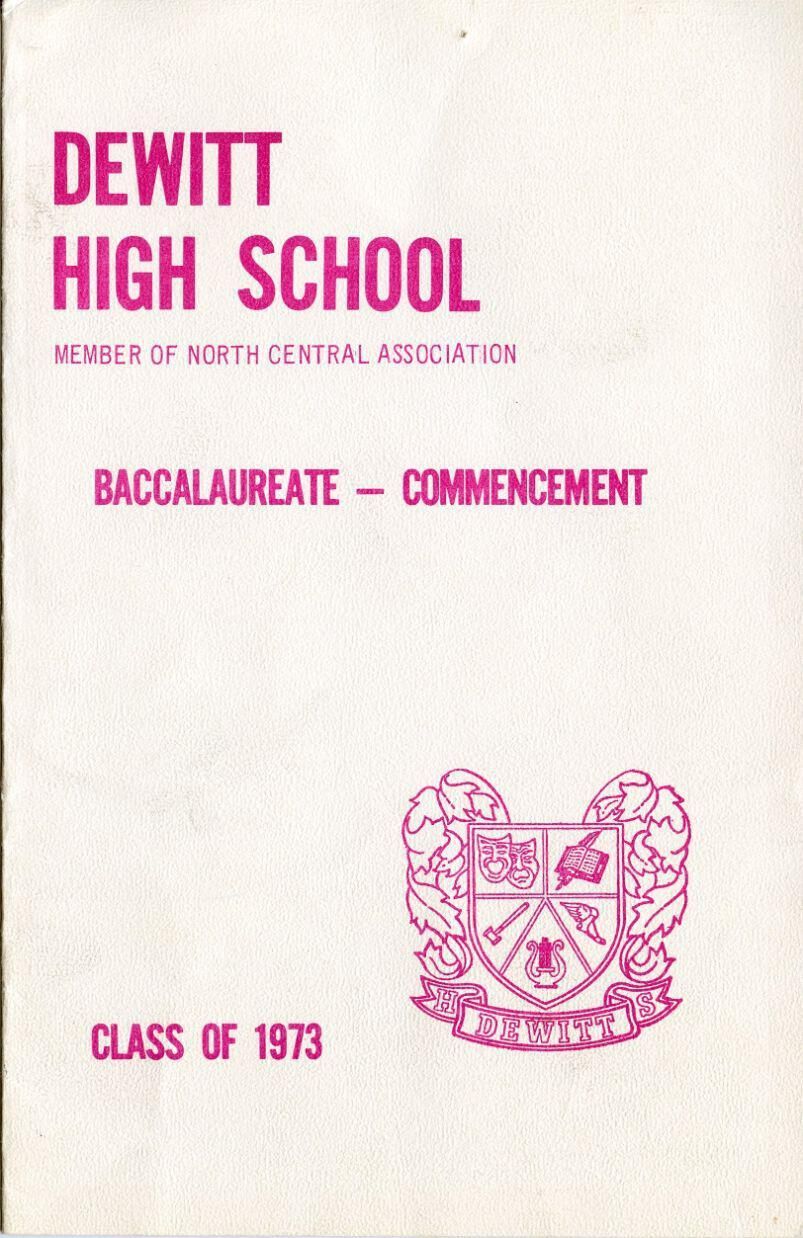 DEWITT
HIGH SCHOOL
MEMBER OF NORTH CENTRAL ASSOCIATION
BACCALAUREATE — COMMENCEMENT
CLASS OF 1973
H DEWITT S